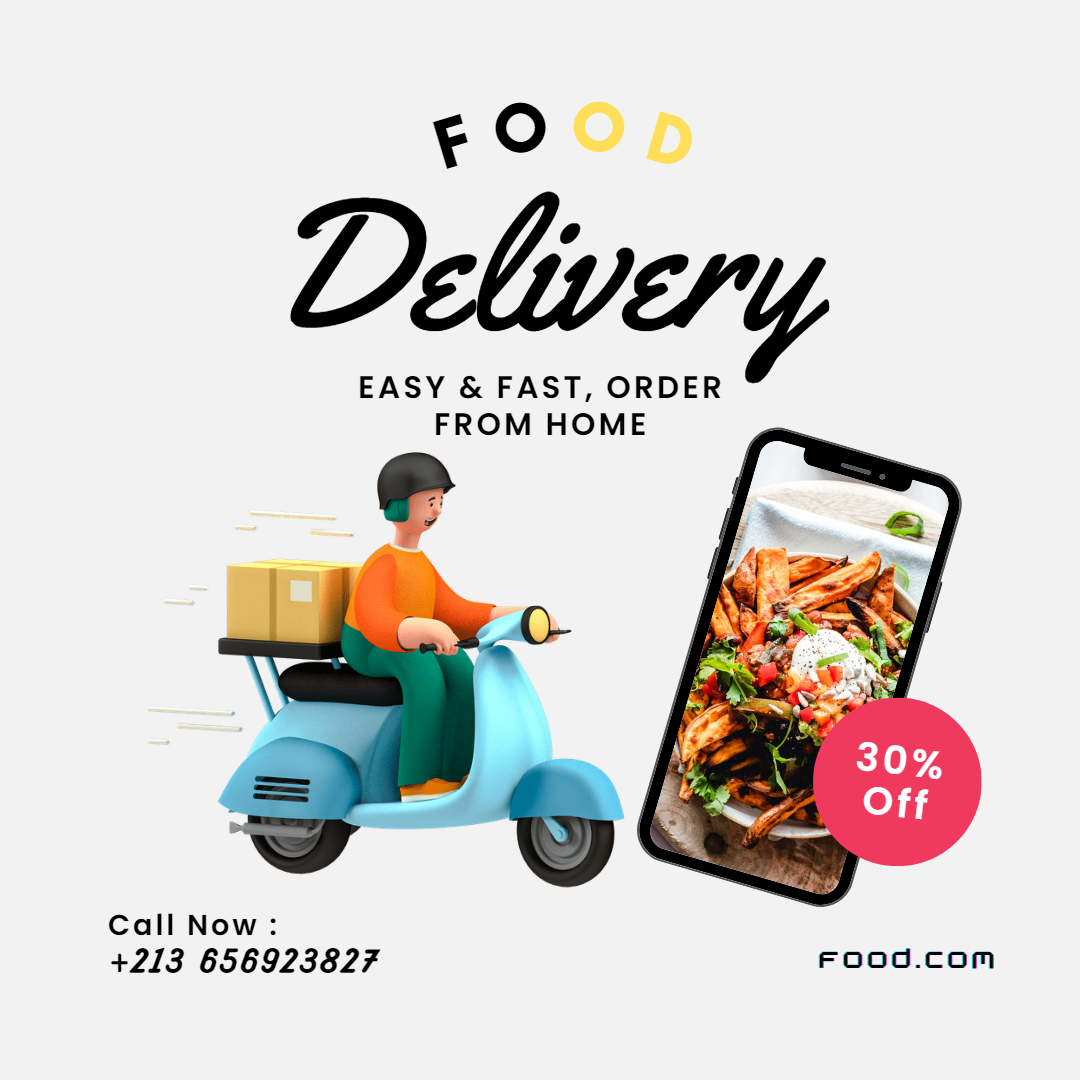 FOOD
Delivery
EASY & FAST, ORDER
FROM HOME
30%
Off
Call Now :
+213 656923827
Food.com